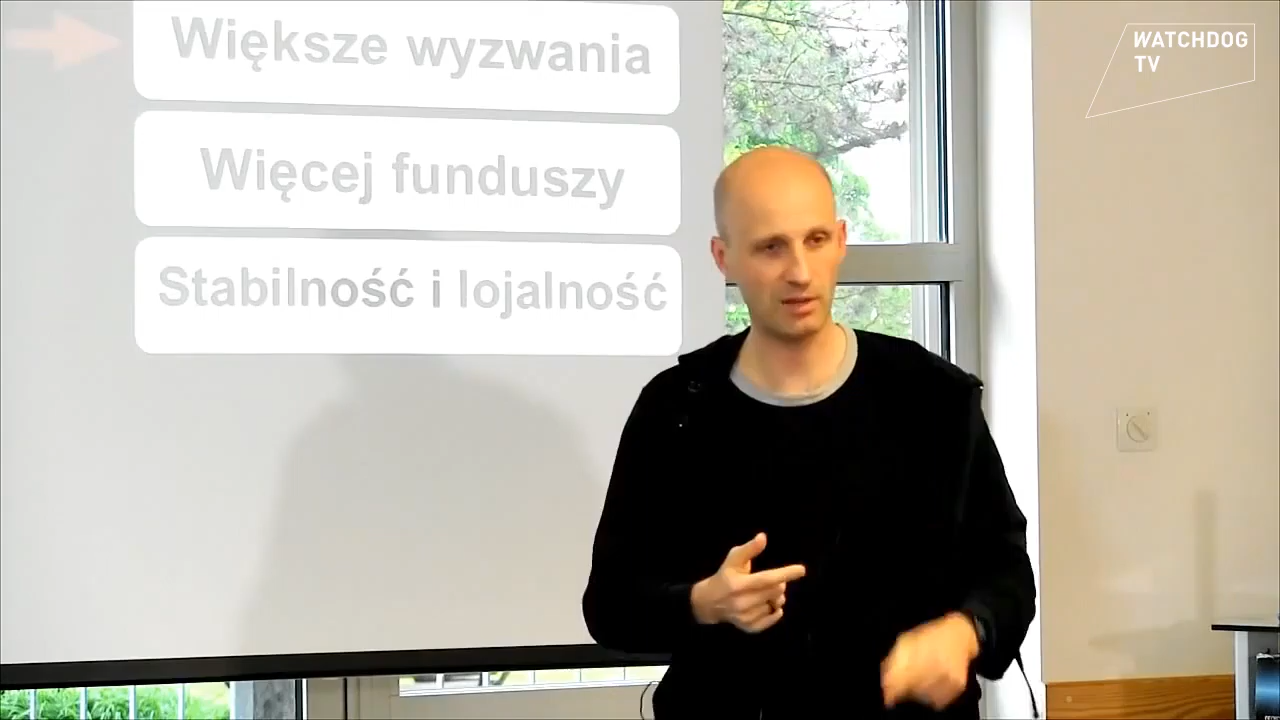 Większe wyzwania
Więcej funduszy
Stabilność i lojalność
WATCHDOG
TV